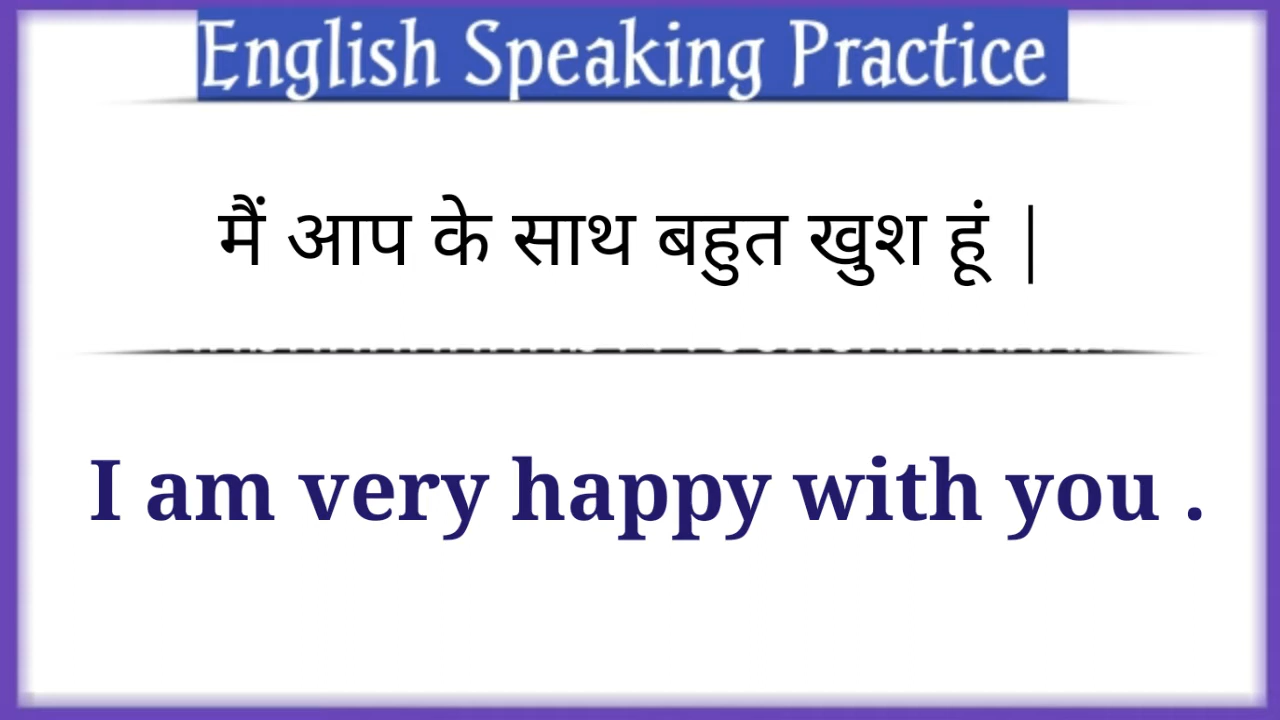 English Speaking Practice
मैं आप के साथ बहुत खुश हूं |
I am very happy with you .